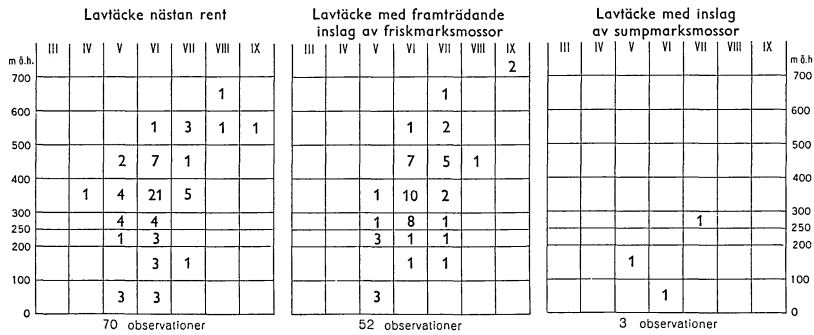 Lavtäcke nästan rent
III IV V VI VII VIII IX
m ö.h.
700
1
600
1 3 1 1
500
2 7 1
400
1 4 21 5
300
4 4
250
1 3
200
3 1
100
3 3
0
70 observationer
Lavtäcke med framträdande
inslag av friskmarksmossor
III IV V VI VII VIII IX
2
1
1 2
7 5 1
1 10 2
1 8 1
3 1 1
1 1
3
52 observationer
Lavtäcke med inslag
av sumpmarksmossor
III IV V VI VII VIII IX
m ö.h.
700
600
500
400
300
1
250
200
1
100
1
0
3 observationer